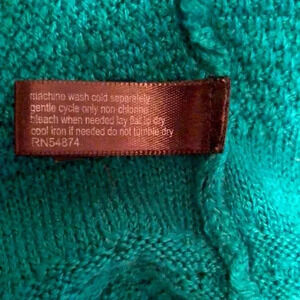 machine wash cold separately
gentle cycle only non-chlorine
bleach when needed lay flat to dry
cool iron if needed do not tumble dry
RN54874